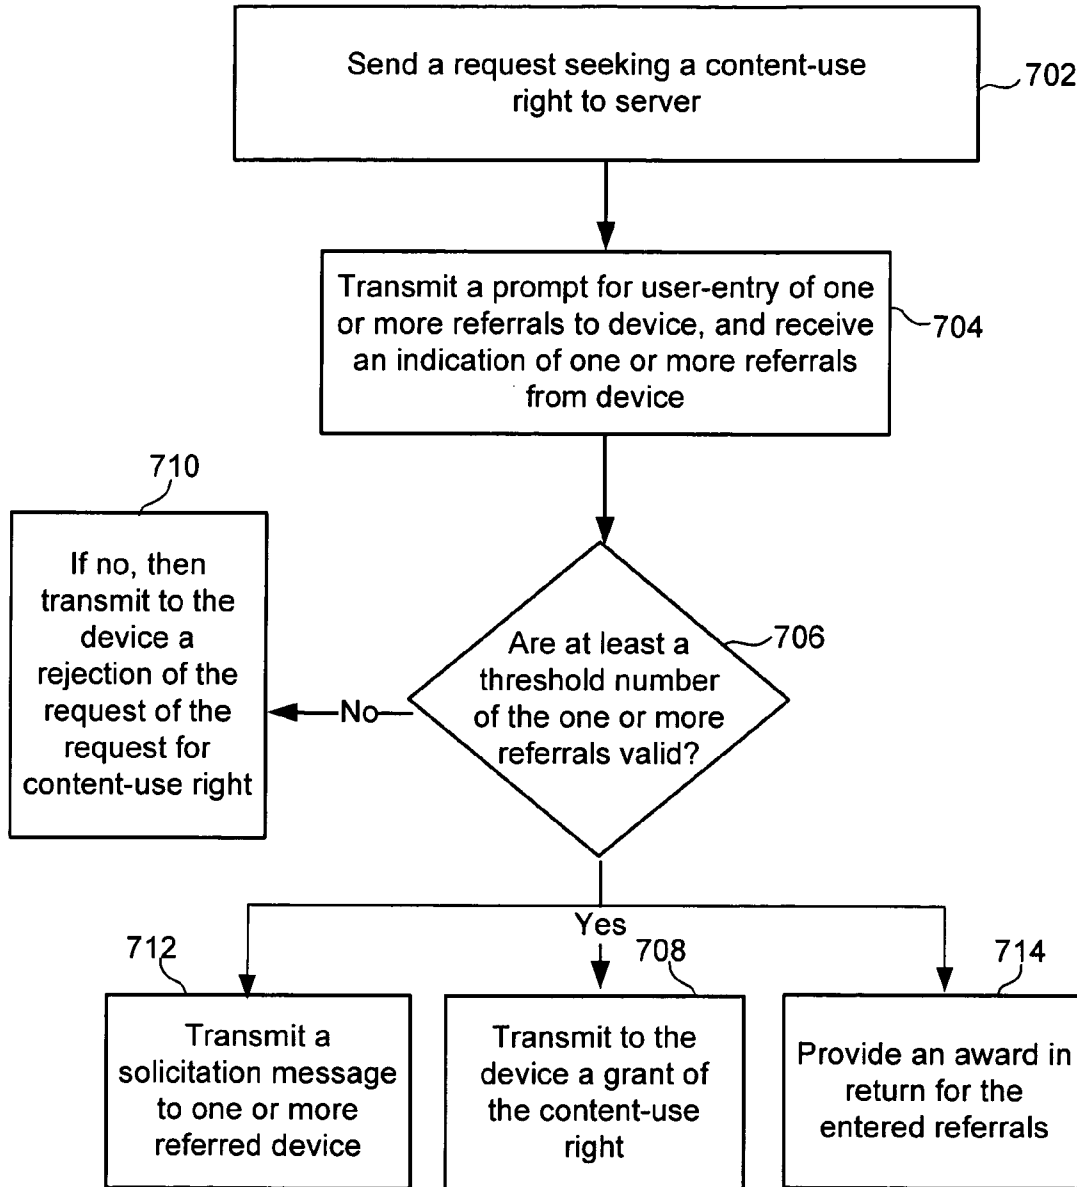 Send a request seeking a content-use
right to server
702
Transmit a prompt for user-entry of one
or more referrals to device, and receive
an indication of one or more referrals
from device
704
710
If no, then
transmit to the
device a
rejection of the
request of the
request for
content-use right
No
Are at least a
threshold number
of the one or more
referrals valid?
706
Yes
712
Transmit a
solicitation message
to one or more
referred device
708
Transmit to the
device a grant of
the content-use
right
714
Provide an award in
return for the
entered referrals